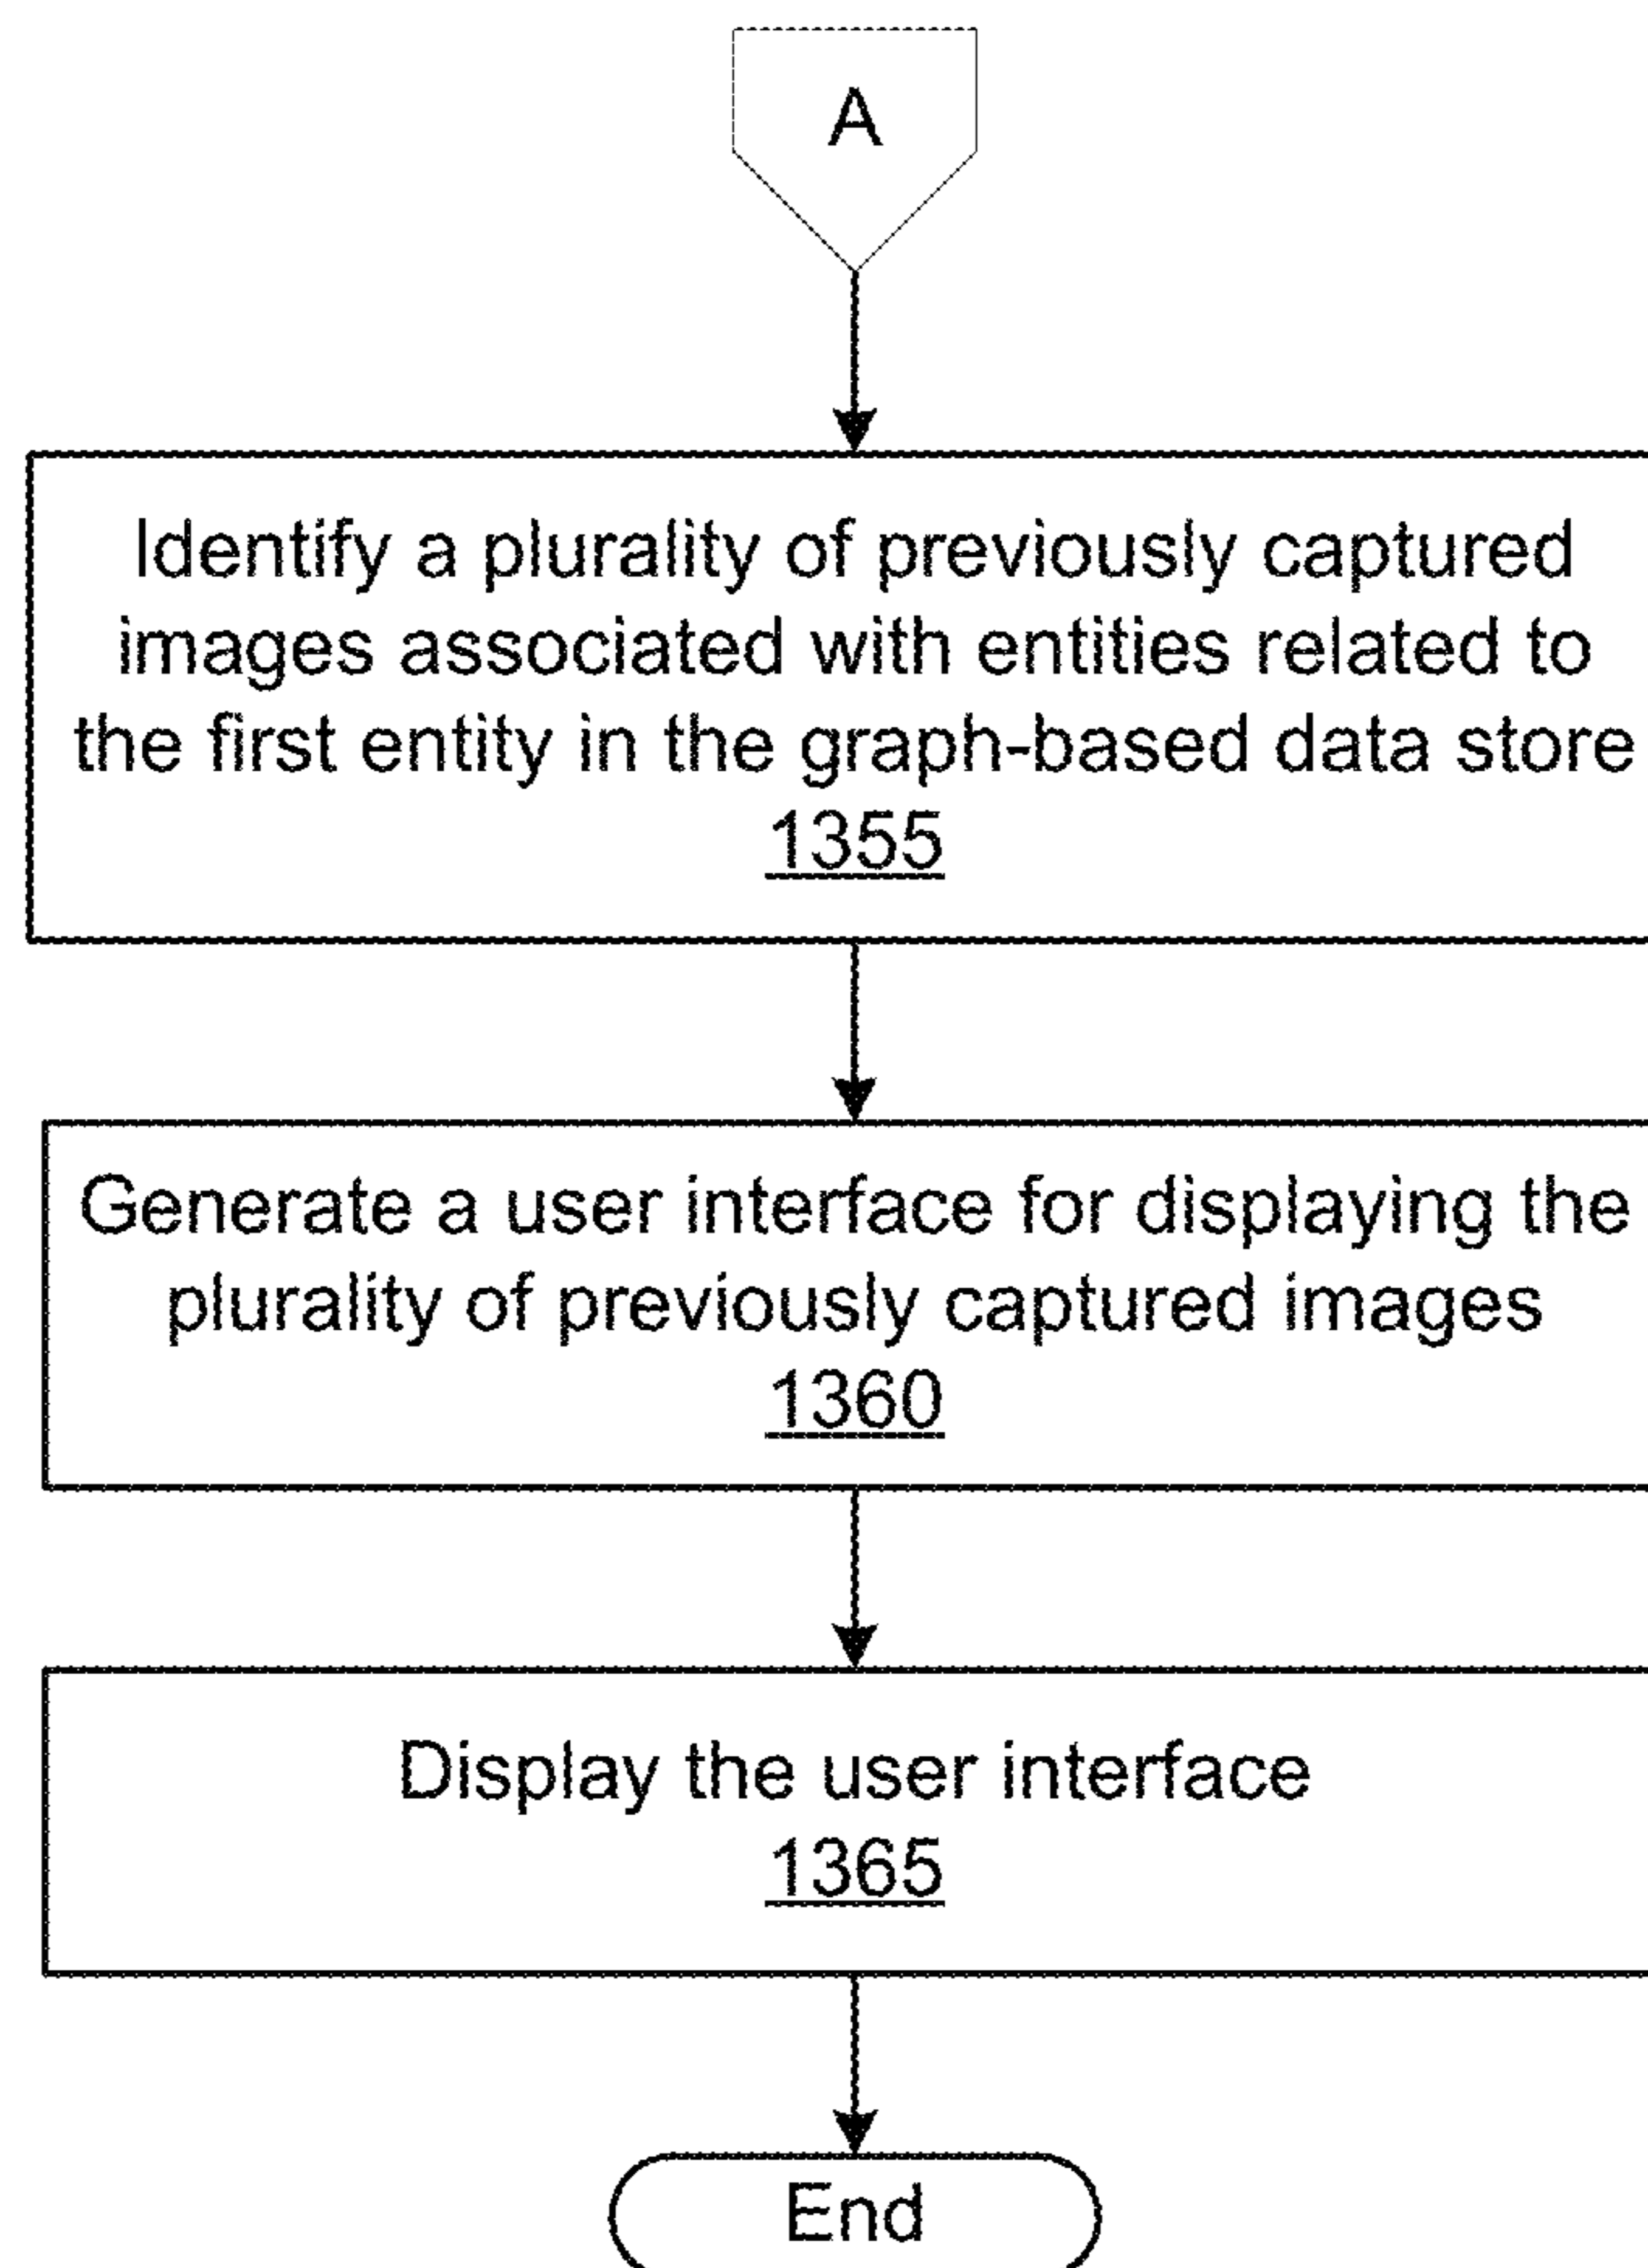 A
Identify a plurality of previously captured
images associated with entities related to
the first entity in the graph-based data store
1355
Generate a user interface for displaying the
plurality of previously captured images
1360
Display the user interface
1365
End